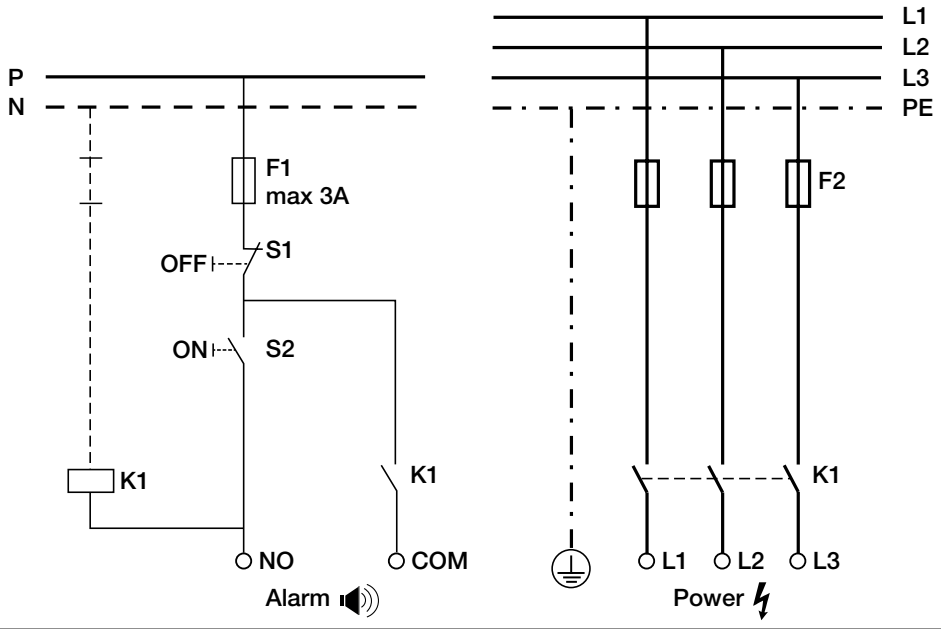 P
N
F1
max 3A
S1
OFF
ON
S2
K1
K1
NO
COM
Alarm
L1
L2
L3
PE
F2
K1
L1
L2
L3
Power